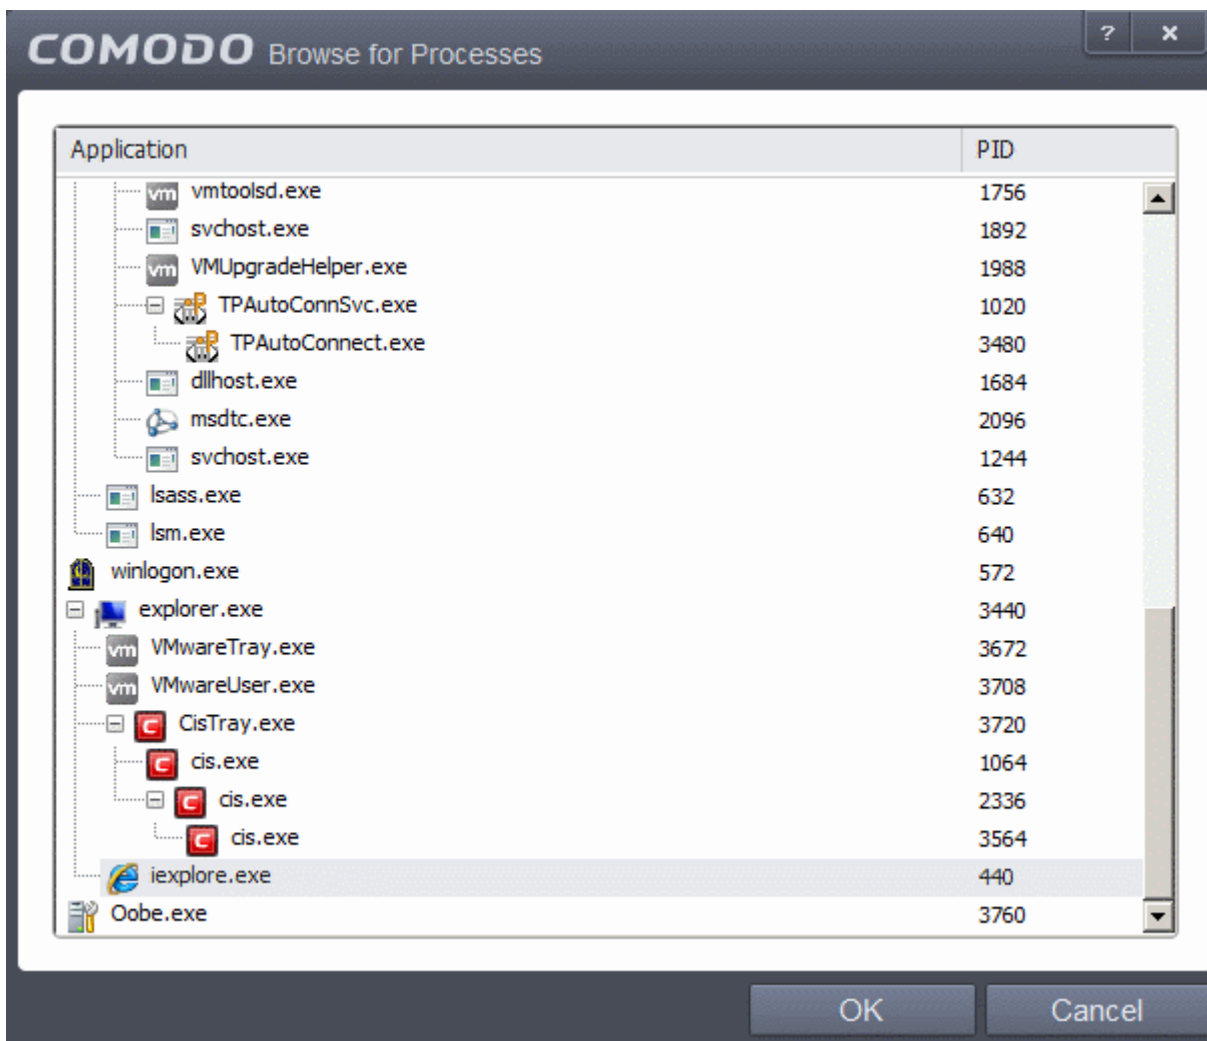 COMODO Browse for Processes ? x
Application PID
vmtoolsd.exe 1756
svchost.exe 1892
VMUpgradeHelper.exe 1988
TPAutoConnSvc.exe 1020
TPAutoConnect.exe 3480
dllhost.exe 1684
msdtc.exe 2096
svchost.exe 1244
lsass.exe 632
lsm.exe 640
winlogon.exe 572
explorer.exe 3440
VMwareTray.exe 3672
VMwareUser.exe 3708
CisTray.exe 3720
cis.exe 1064
cis.exe 2336
cis.exe 3564
iexplore.exe 440
Oobe.exe 3760
OK Cancel